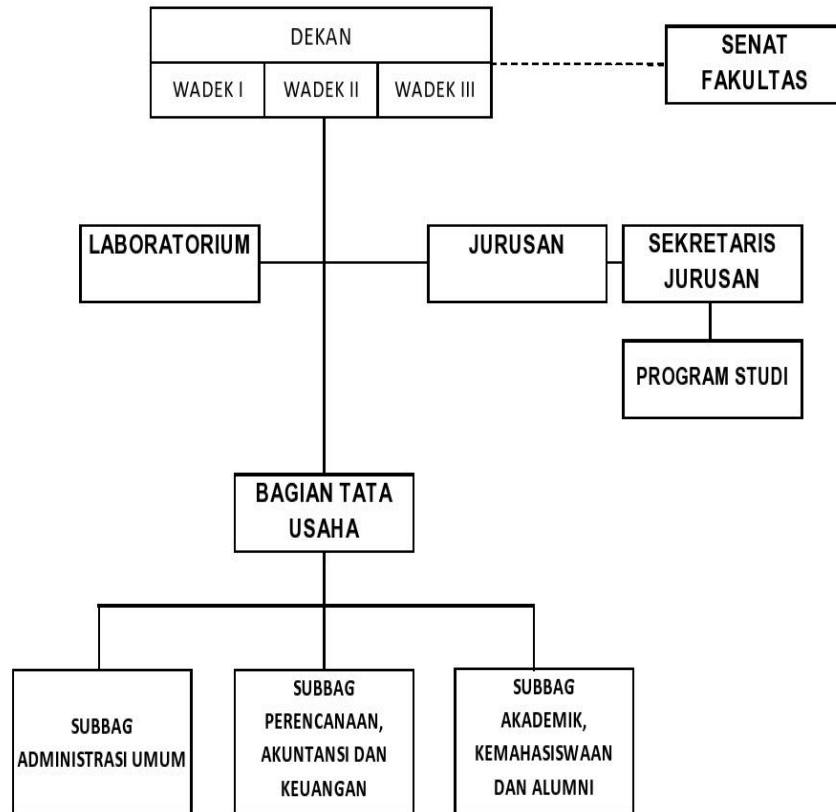 DEKAN
WADEK I
WADEK II
WADEK III
SENAT
FAKULTAS
LABORATORIUM
JURUSAN
SEKRETARIS
JURUSAN
PROGRAM STUDI
BAGIAN TATA
USAHA
SUBBAG
ADMINISTRASI UMUM
SUBBAG
PERENCANAAN,
AKUNTANSI DAN
KEUANGAN
SUBBAG
AKADEMIK,
KEMAHASISWAAN
DAN ALUMNI